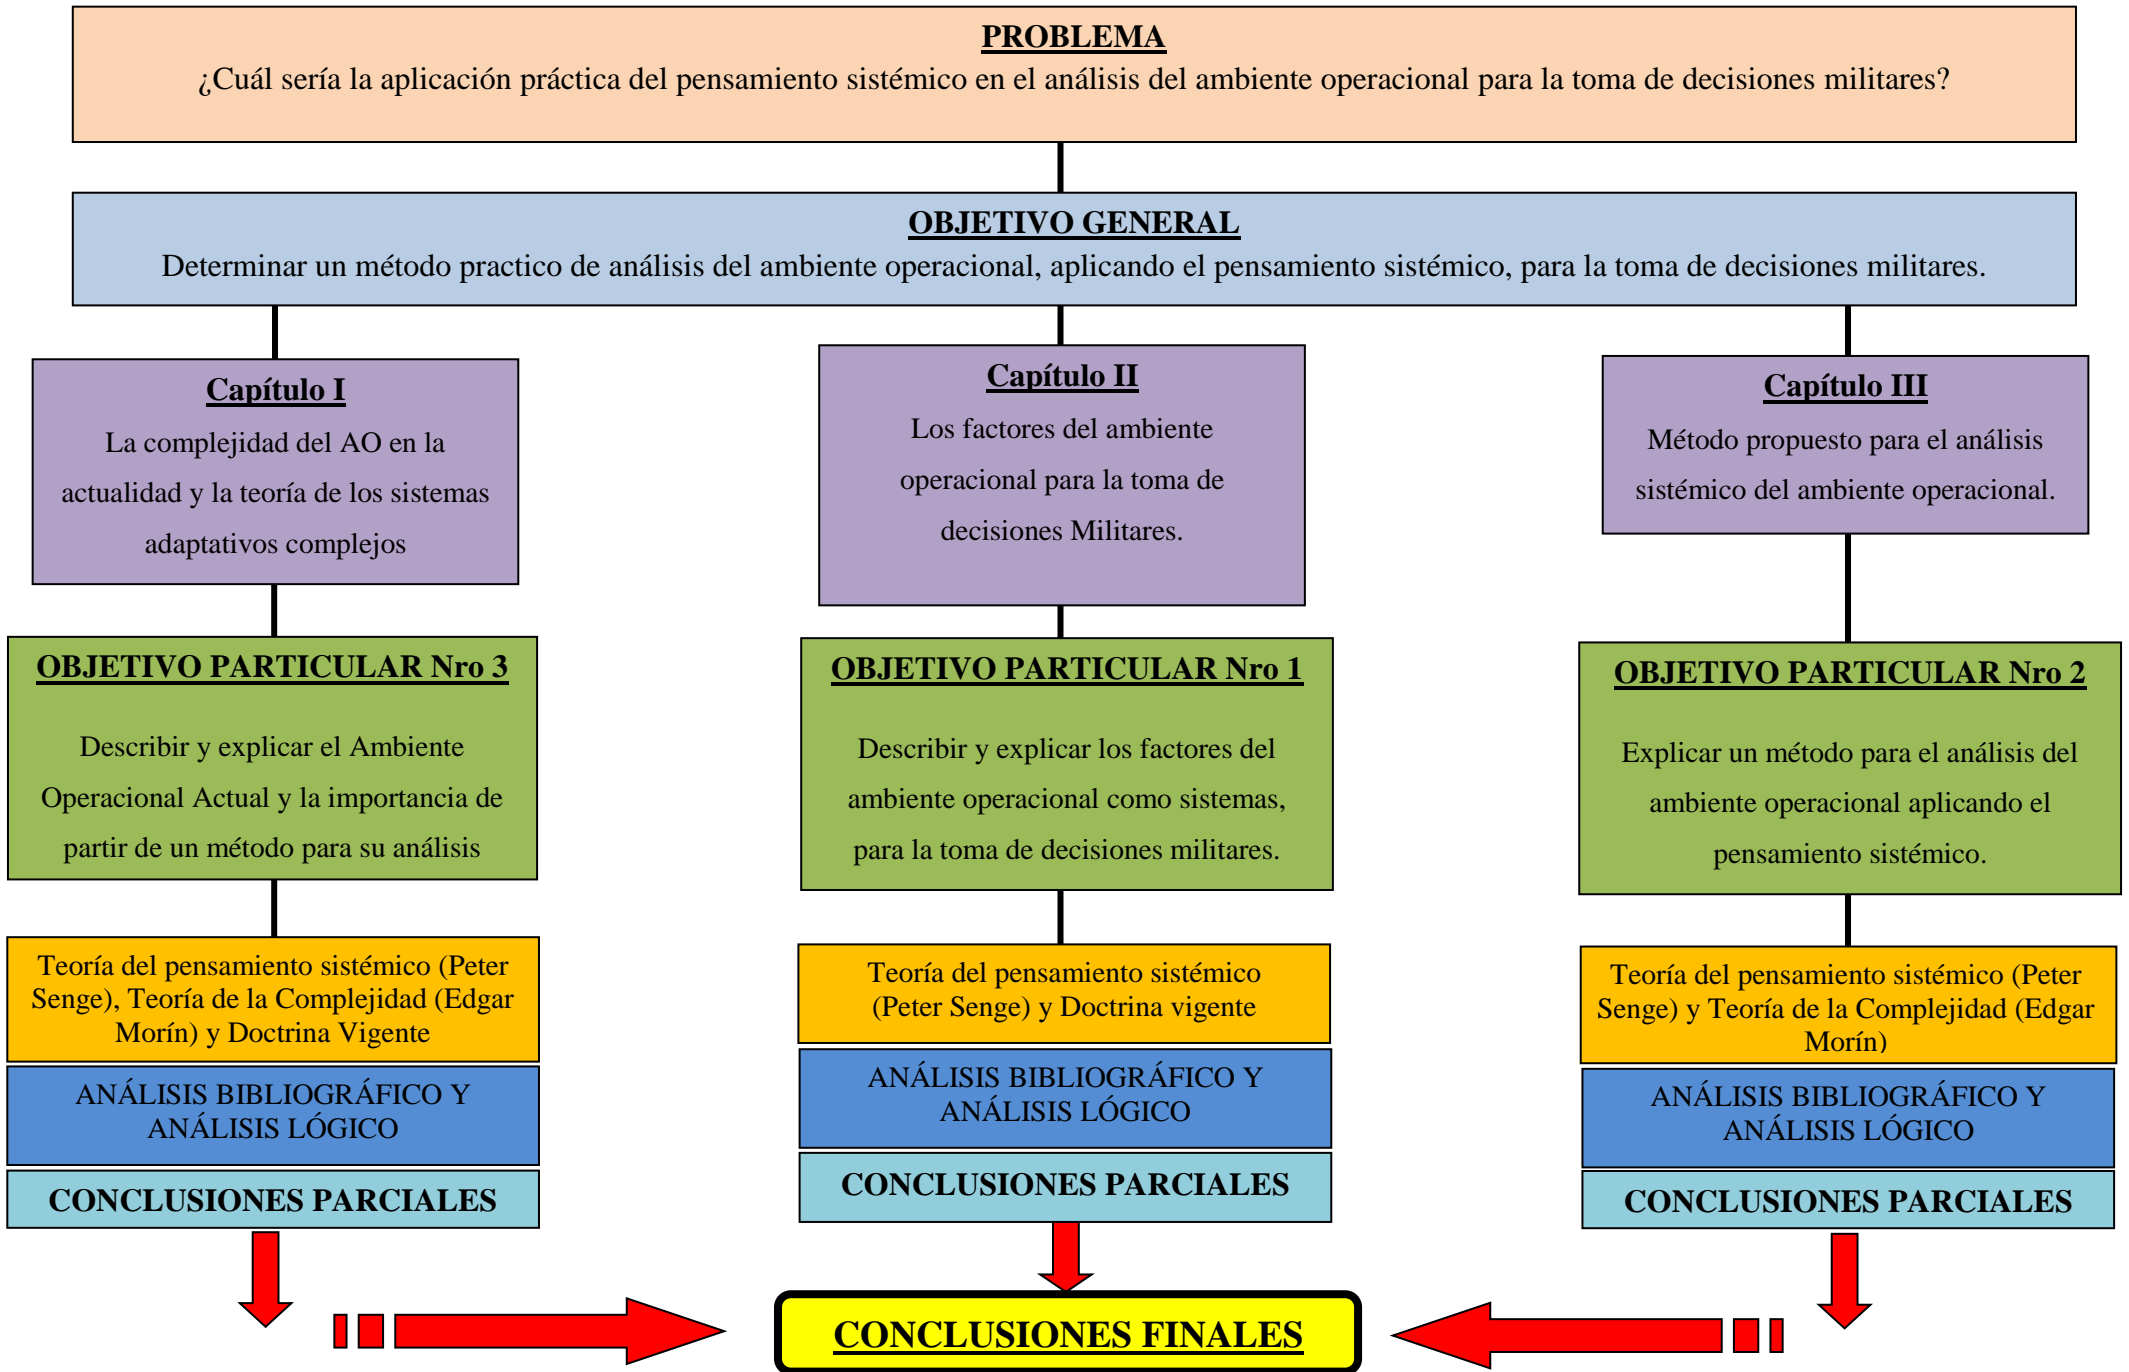 PROBLEMA
¿Cuál sería la aplicación práctica del pensamiento sistémico en el análisis del ambiente operacional para la toma de decisiones militares?
OBJETIVO GENERAL
Determinar un método practico de análisis del ambiente operacional, aplicando el pensamiento sistémico, para la toma de decisiones militares.
Capítulo I
La complejidad del AO en la
actualidad y la teoría de los sistemas
adaptativos complejos
Capítulo II
Los factores del ambiente
operacional para la toma de
decisiones Militares.
Capítulo III
Método propuesto para el análisis
sistémico del ambiente operacional.
OBJETIVO PARTICULAR Nro 3
Describir y explicar el Ambiente
Operacional Actual y la importancia de
partir de un método para su análisis
OBJETIVO PARTICULAR Nro 1
Describir y explicar los factores del
ambiente operacional como sistemas,
para la toma de decisiones militares.
OBJETIVO PARTICULAR Nro 2
Explicar un método para el análisis del
ambiente operacional aplicando el
pensamiento sistémico.
Teoría del pensamiento sistémico (Peter
Senge), Teoría de la Complejidad (Edgar
Morín) y Doctrina Vigente
Teoría del pensamiento sistémico
(Peter Senge) y Doctrina vigente
Teoría del pensamiento sistémico (Peter
Senge) y Teoría de la Complejidad (Edgar
Morín)
ANÁLISIS BIBLIOGRÁFICO Y
ANÁLISIS LÓGICO
ANÁLISIS BIBLIOGRÁFICO Y
ANÁLISIS LÓGICO
ANÁLISIS BIBLIOGRÁFICO Y
ANÁLISIS LÓGICO
CONCLUSIONES PARCIALES
CONCLUSIONES PARCIALES
CONCLUSIONES PARCIALES
CONCLUSIONES FINALES